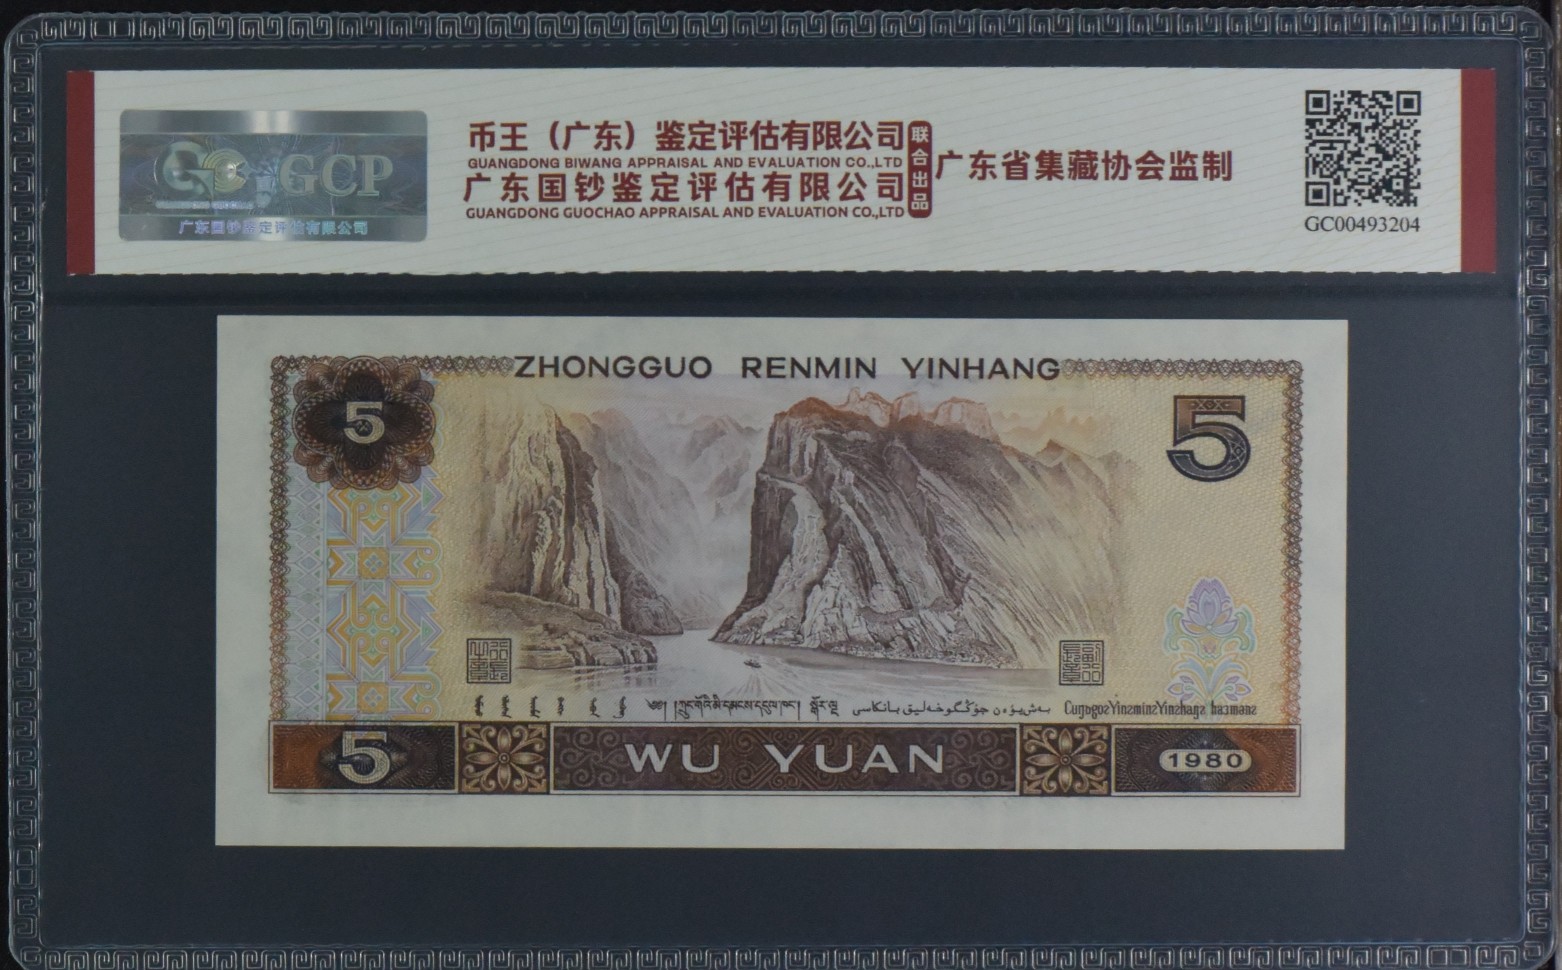 GCP
广东国钞鉴定评估有限公司
币王（广东）鉴定评估有限公司
GUANGDONG BIWANG APPRAISAL AND EVALUATION CO.,LTD
广东国钞鉴定评估有限公司
GUANGDONG GUOCHAO APPRAISAL AND EVALUATION CO.,LTD
联合出品
广东省集藏协会监制
GC00493204
ZHONGGUO RENMIN YINHANG
5
5
5
WU YUAN
1980